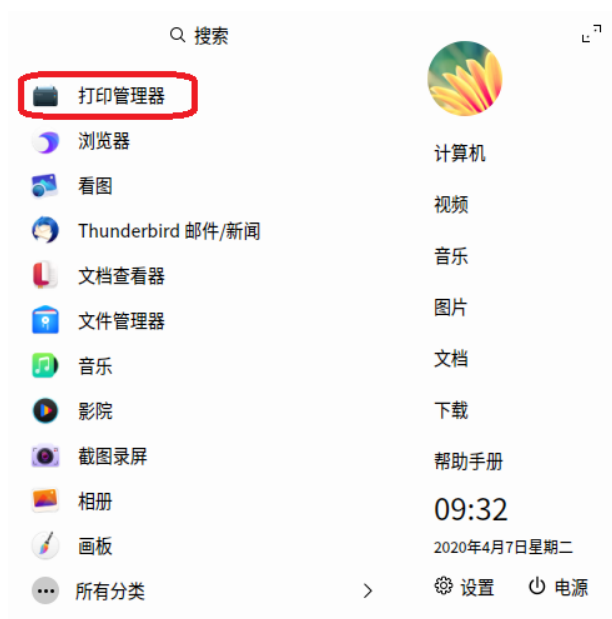 搜索
打印管理器
浏览器
看图
Thunderbird 邮件/新闻
文档查看器
文件管理器
音乐
影院
截图录屏
相册
画板
所有分类
计算机
视频
音乐
图片
文档
下载
帮助手册
09:32
2020年4月7日星期二
设置 电源